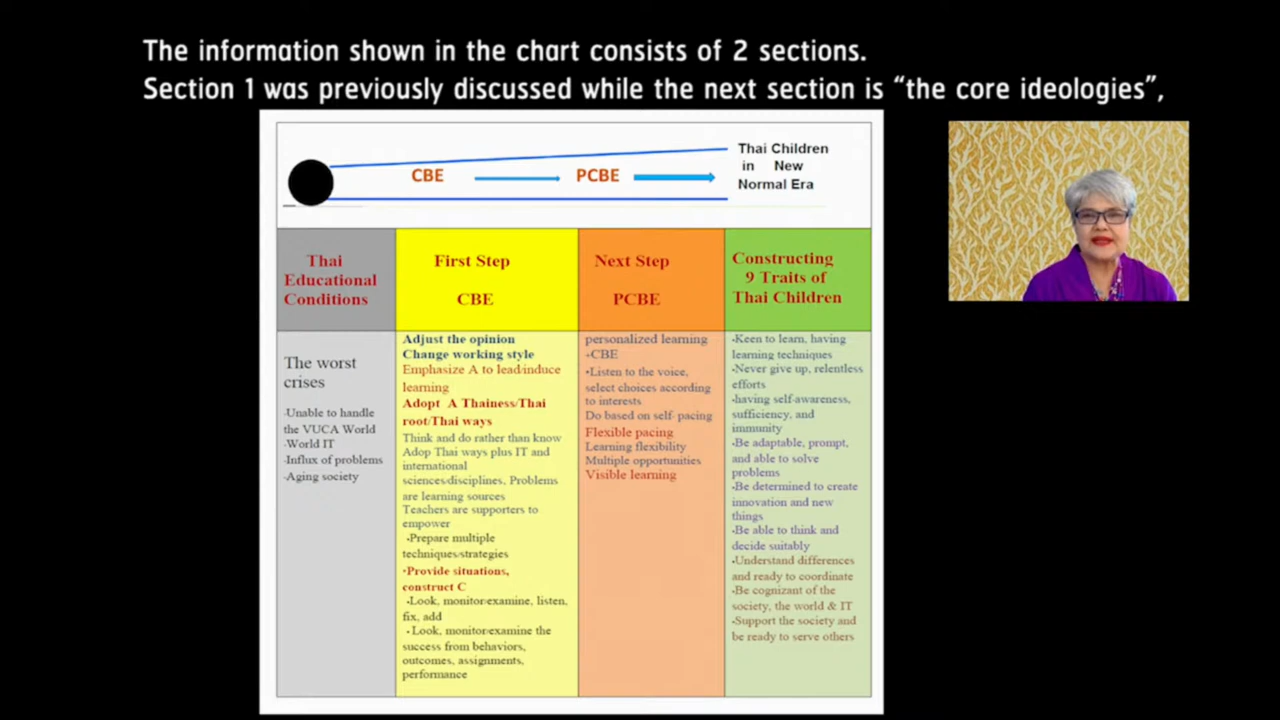 The information shown in the chart consists of 2 sections.
Section 1 was previously discussed while the next section is “the core ideologies”,
CBE
PCBE
Thai Children
in New
Normal Era
Thai
Educational
Conditions
First Step
CBE
Next Step
PCBE
Constructing
9 Traits of
Thai Children
The worst
crises
-Unable to handle
the VUCA World
-World IT
-Influx of problems
-Aging society
Adjust the opinion
Change working style
Emphasize A to lead/induce
learning
Adopt A Thainess/Thai
root/Thai ways
Think and do rather than know
Adop Thai ways plus IT and
international
sciences/disciplines, Problems
are learning sources
Teachers are supporters to
empower
•Prepare multiple
techniques/strategies
•Provide situations,
construct C
•Look, monitor/examine, listen,
fix, add
•Look, monitor/examine the
success from behaviors,
outcomes, assignments,
performance
personalized learning
+CBE
•Listen to the voice,
select choices according
to interests
Do based on self- pacing
Flexible pacing
Learning flexibility
Multiple opportunities
Visible learning
•Keen to learn, having
learning techniques
•Never give up, relentless
efforts
•having self-awareness,
sufficiency, and
immunity
•Be adaptable, prompt,
and able to solve
problems
•Be determined to create
innovation and new
things
•Be able to think and
decide suitably
•Understand differences
and ready to coordinate
•Be cognizant of the
society, the world & IT
•Support the society and
be ready to serve others